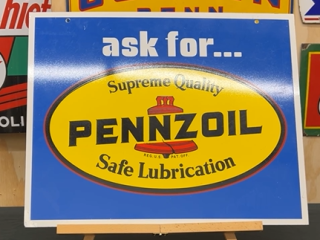 ask for...
Supreme Quality
PENNZOIL
REG. U.S. PAT. OFF.
Safe Lubrication